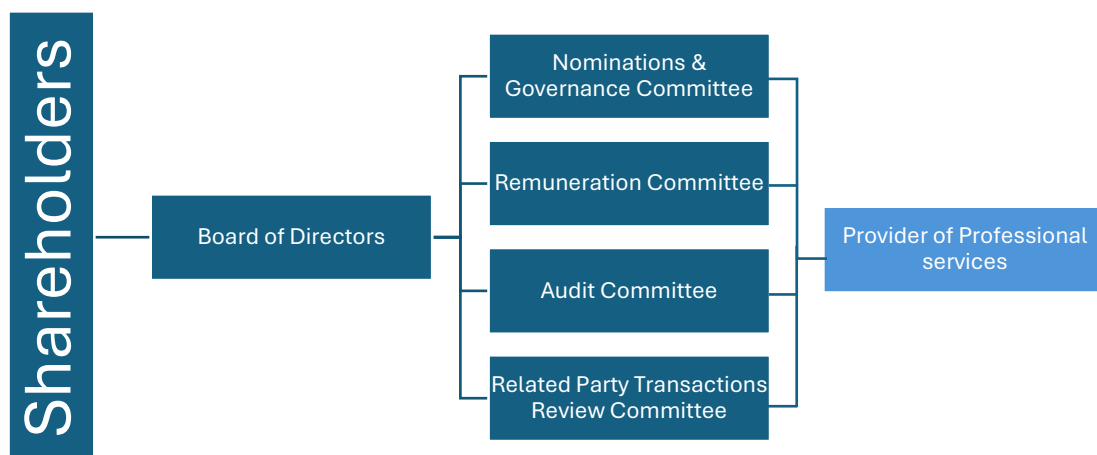 Shareholders
Board of Directors
Nominations &
Governance Committee
Remuneration Committee
Audit Committee
Related Party Transactions
Review Committee
Provider of Professional
services